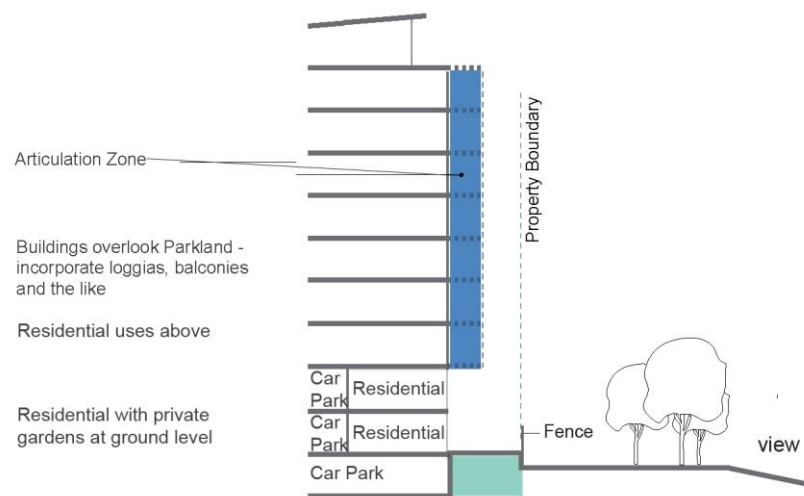 Articulation Zone
Property Boundary
Buildings overlook Parkland -
incorporate loggias, balconies
and the like
Residential uses above
Car
Park
Residential
Residential with private
gardens at ground level
Car
Park
Residential
Fence
view
Car Park